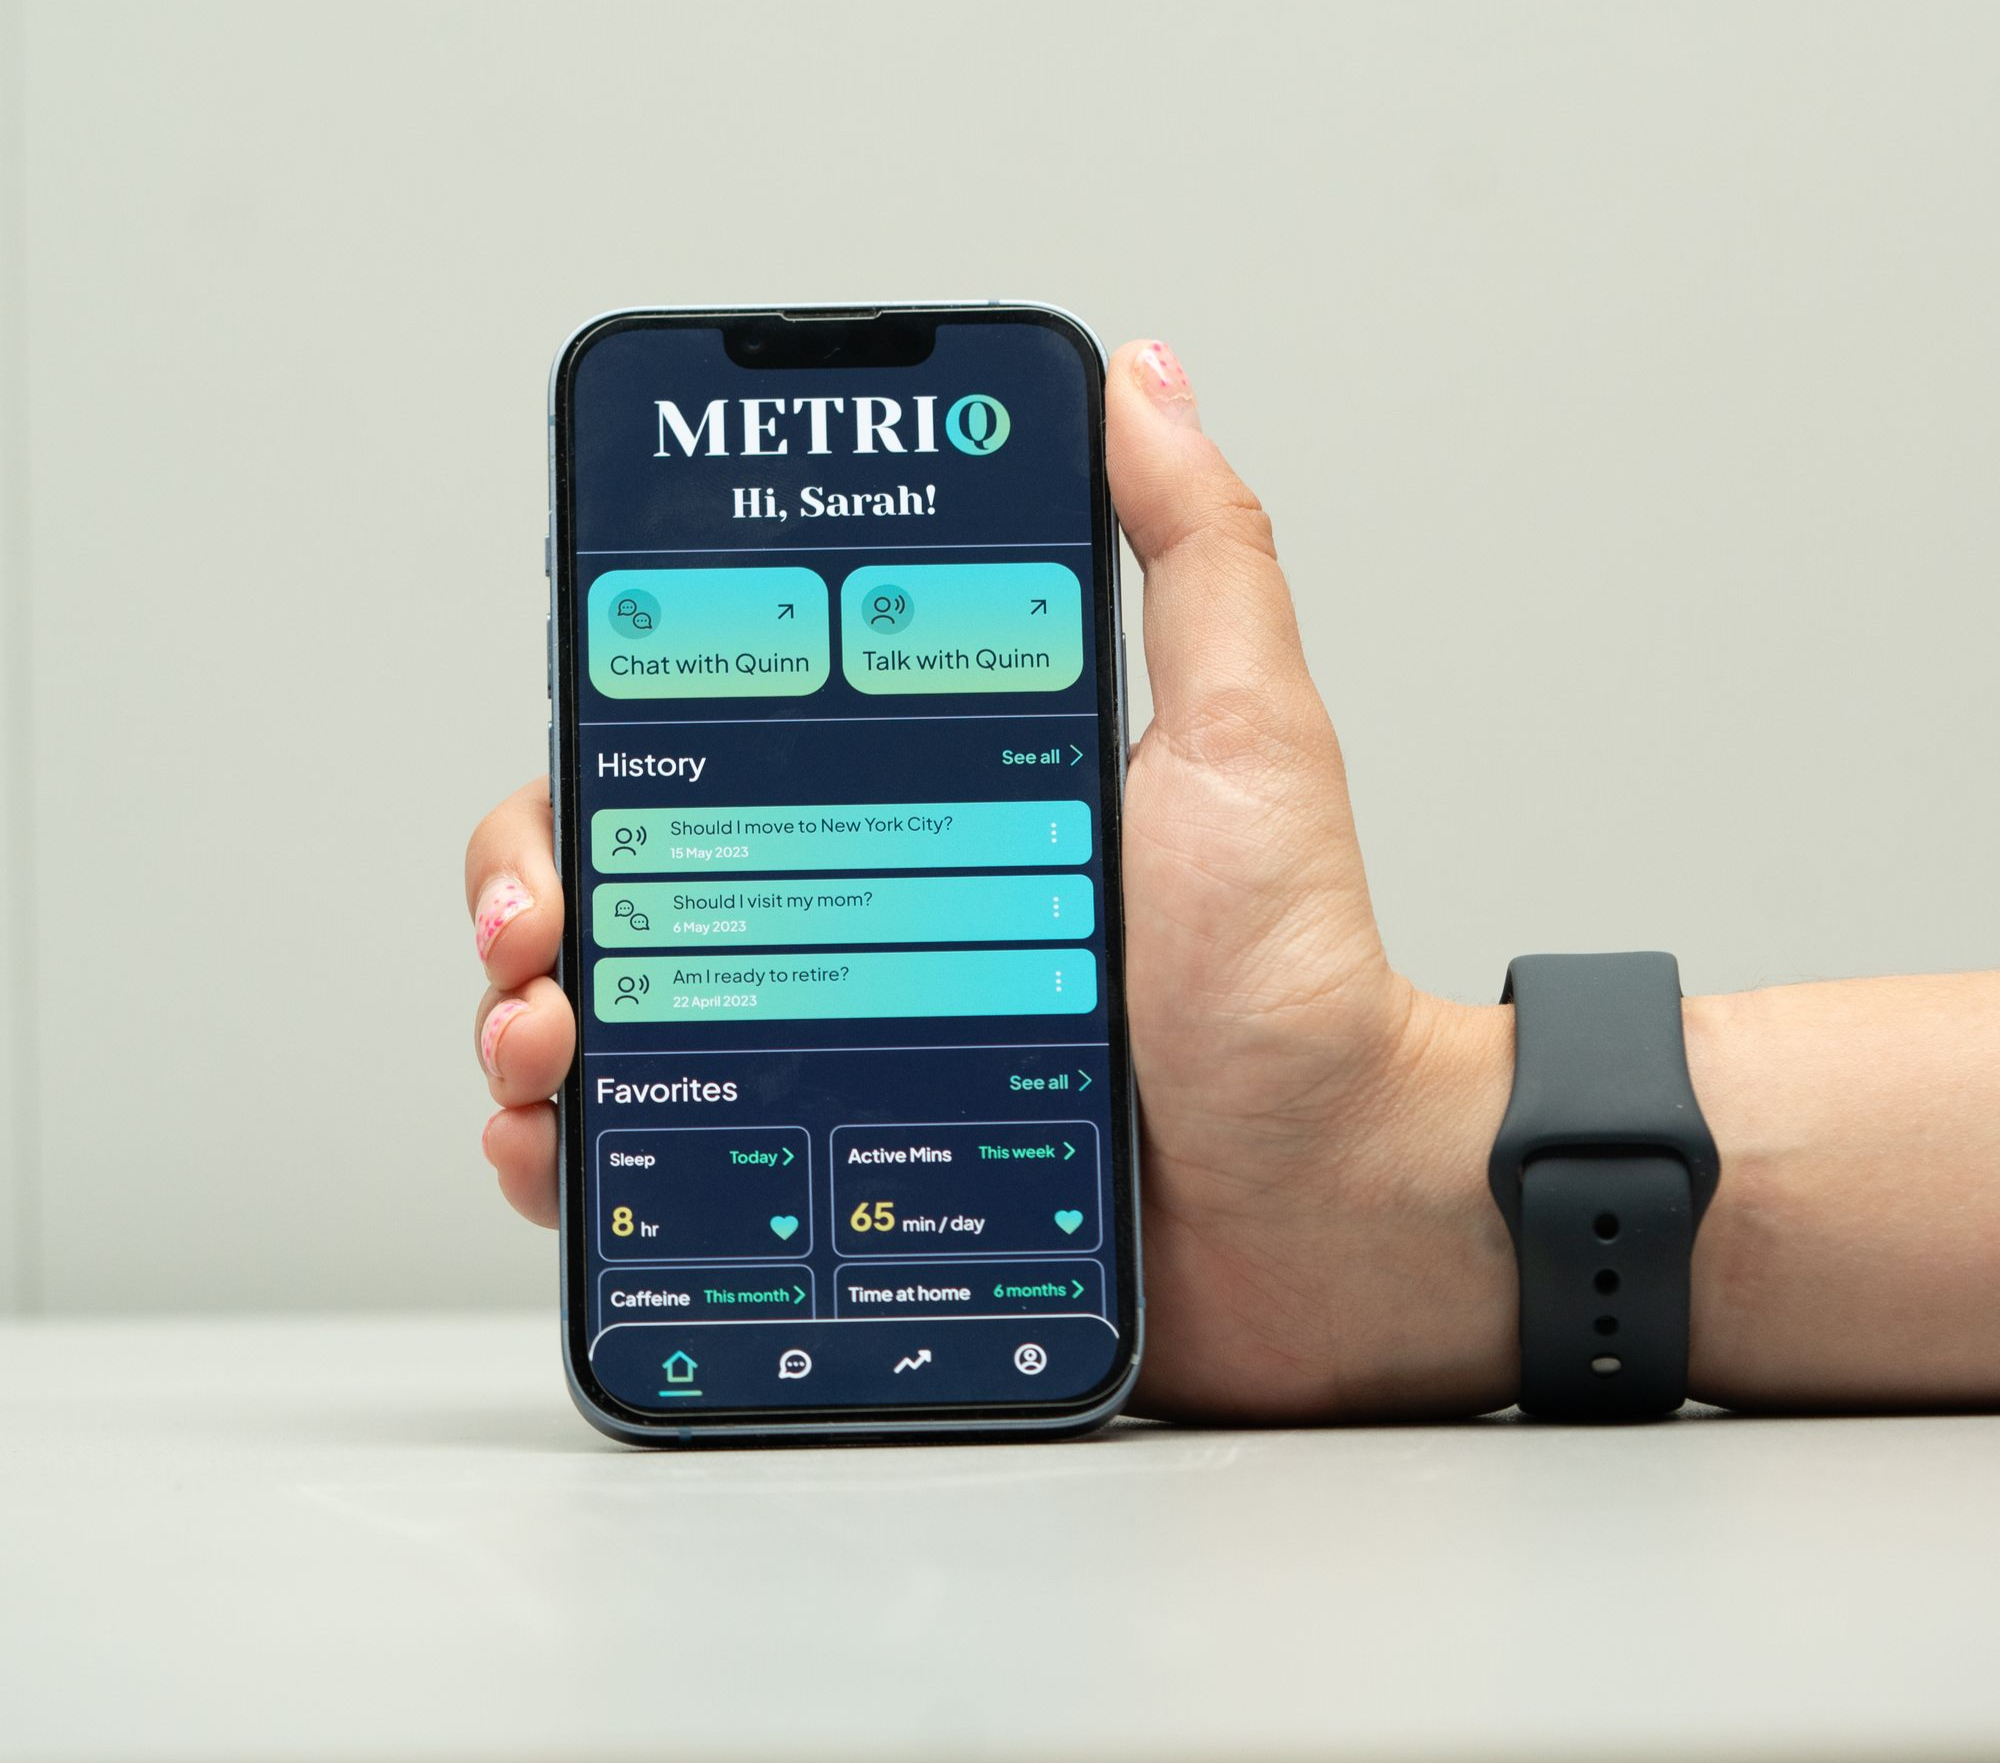 METRIQ
Hi, Sarah!
Chat with Quinn
Talk with Quinn
History
See all
Should I move to New York City?
15 May 2023
Should I visit my mom?
6 May 2023
Am I ready to retire?
22 April 2023
Favorites
See all
Sleep
Today
8 hr
Active Mins
This week
65 min / day
Caffeine
This month
Time at home
6 months